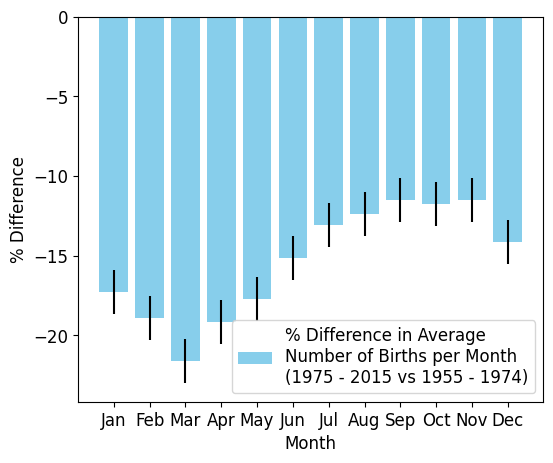 0
−5
−10
−15
−20
% Difference
% Difference in Average
Number of Births per Month
(1975 - 2015 vs 1955 - 1974)
Jan Feb Mar Apr May Jun Jul Aug Sep Oct Nov Dec
Month